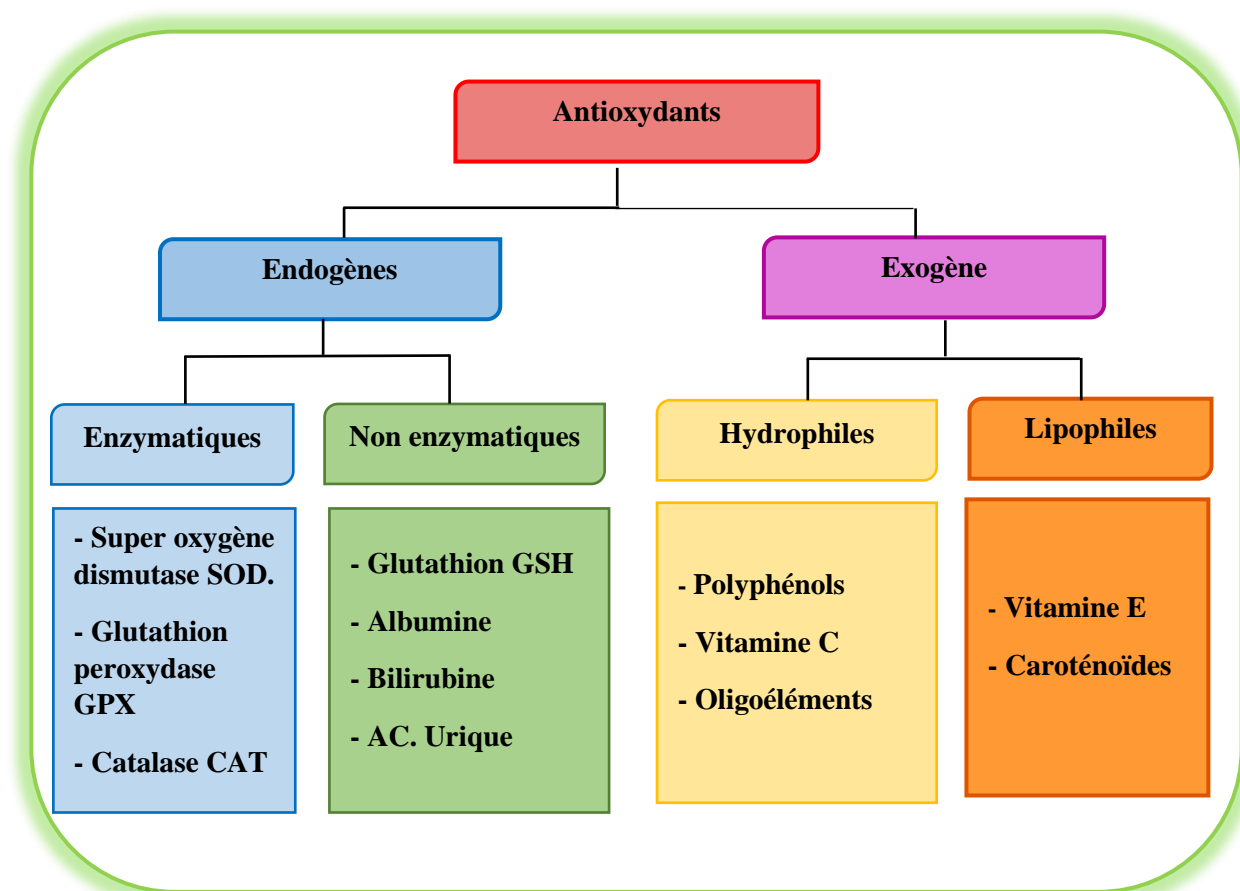 Antioxydants
Endogènes
Exogène
Enzymatiques
Non enzymatiques
Hydrophiles
Lipophiles
- Super oxygène
dismutase SOD.
- Glutathion
peroxydase
GPX
- Catalase CAT
- Glutathion GSH
- Albumine
- Bilirubine
- AC. Urique
- Polyphénols
- Vitamine C
- Oligoéléments
- Vitamine E
- Caroténoïdes